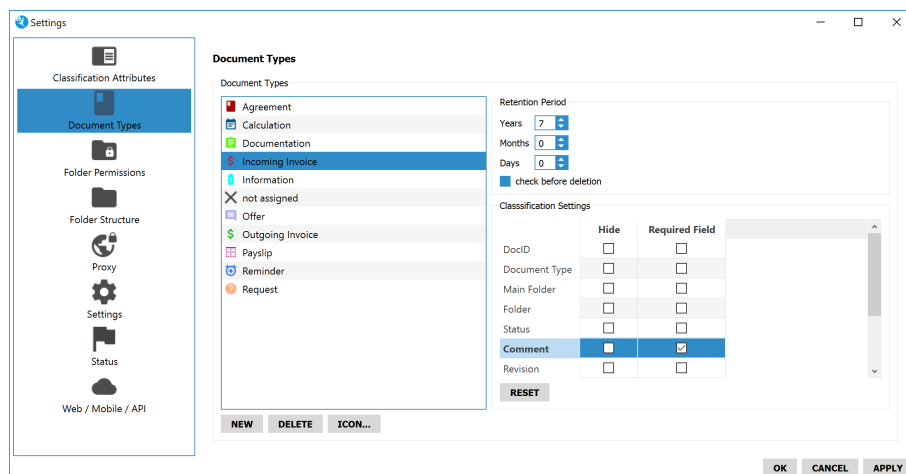 Settings
Classification Attributes
Document Types
Folder Permissions
Folder Structure
Proxy
Settings
Status
Web / Mobile / API
Document Types
Document Types
Agreement
Calculation
Documentation
Incoming Invoice
Information
not assigned
Offer
Outgoing Invoice
Payslip
Reminder
Request
NEW DELETE ICON...
Retention Period
Years 7
Months 0
Days 0
check before deletion
Classsification Settings
Hide Required Field
DocID
Document Type
Main Folder
Folder
Status
Comment
Revision
RESET
OK CANCEL APPLY